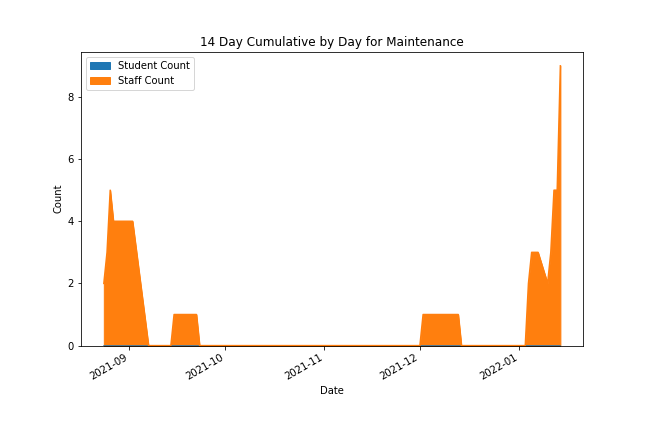 14 Day Cumulative by Day for Maintenance
Student Count
Staff Count
8
6
4
2
0
Count
2021-09
2021-10
2021-11
2021-12
2022-01
Date